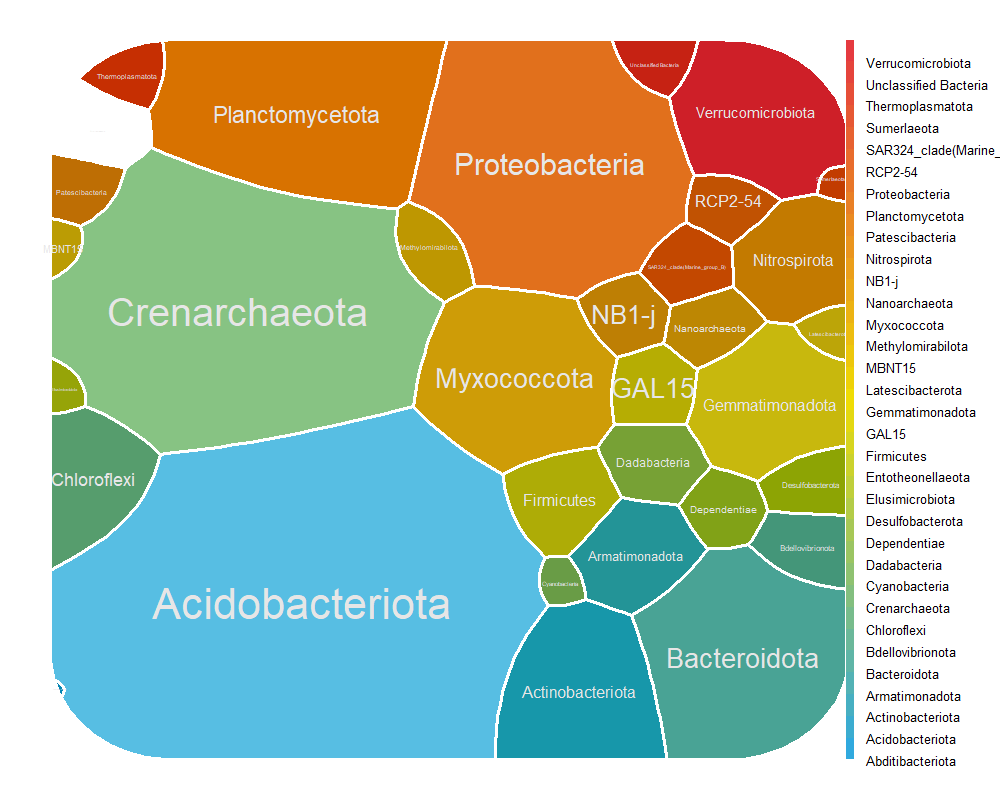 Thermoplasmatota
Planctomycetota
Unclassified Bacteria
Verrucomicrobiota
Proteobacteria
Patescibacteria
RCP2-54
MBNT15
Methylomirabilota
SAR324_clade(Marine_group_B)
Nitrospirota
Crenarchaeota
NB1-j
Nanoarchaeota
Myxococcota
GAL15
Gemmatimonadota
Chloroflexi
Dadabacteria
Firmicutes
Desulfobacterota
Dependentiae
Armatimonadota
Bdellovibrionota
Cyanobacteria
Acidobacteriota
Bacteroidota
Actinobacteriota
Verrucomicrobiota
Unclassified Bacteria
Thermoplasmatota
Sumerlaeota
SAR324_clade(Marine_
RCP2-54
Proteobacteria
Planctomycetota
Patescibacteria
Nitrospirota
NB1-j
Nanoarchaeota
Myxococcota
Methylomirabilota
MBNT15
Latescibacterota
Gemmatimonadota
GAL15
Firmicutes
Entotheonellaeota
Elusimicrobiota
Desulfobacterota
Dependentiae
Dadabacteria
Cyanobacteria
Crenarchaeota
Chloroflexi
Bdellovibrionota
Bacteroidota
Armatimonadota
Actinobacteriota
Acidobacteriota
Abditibacteriota